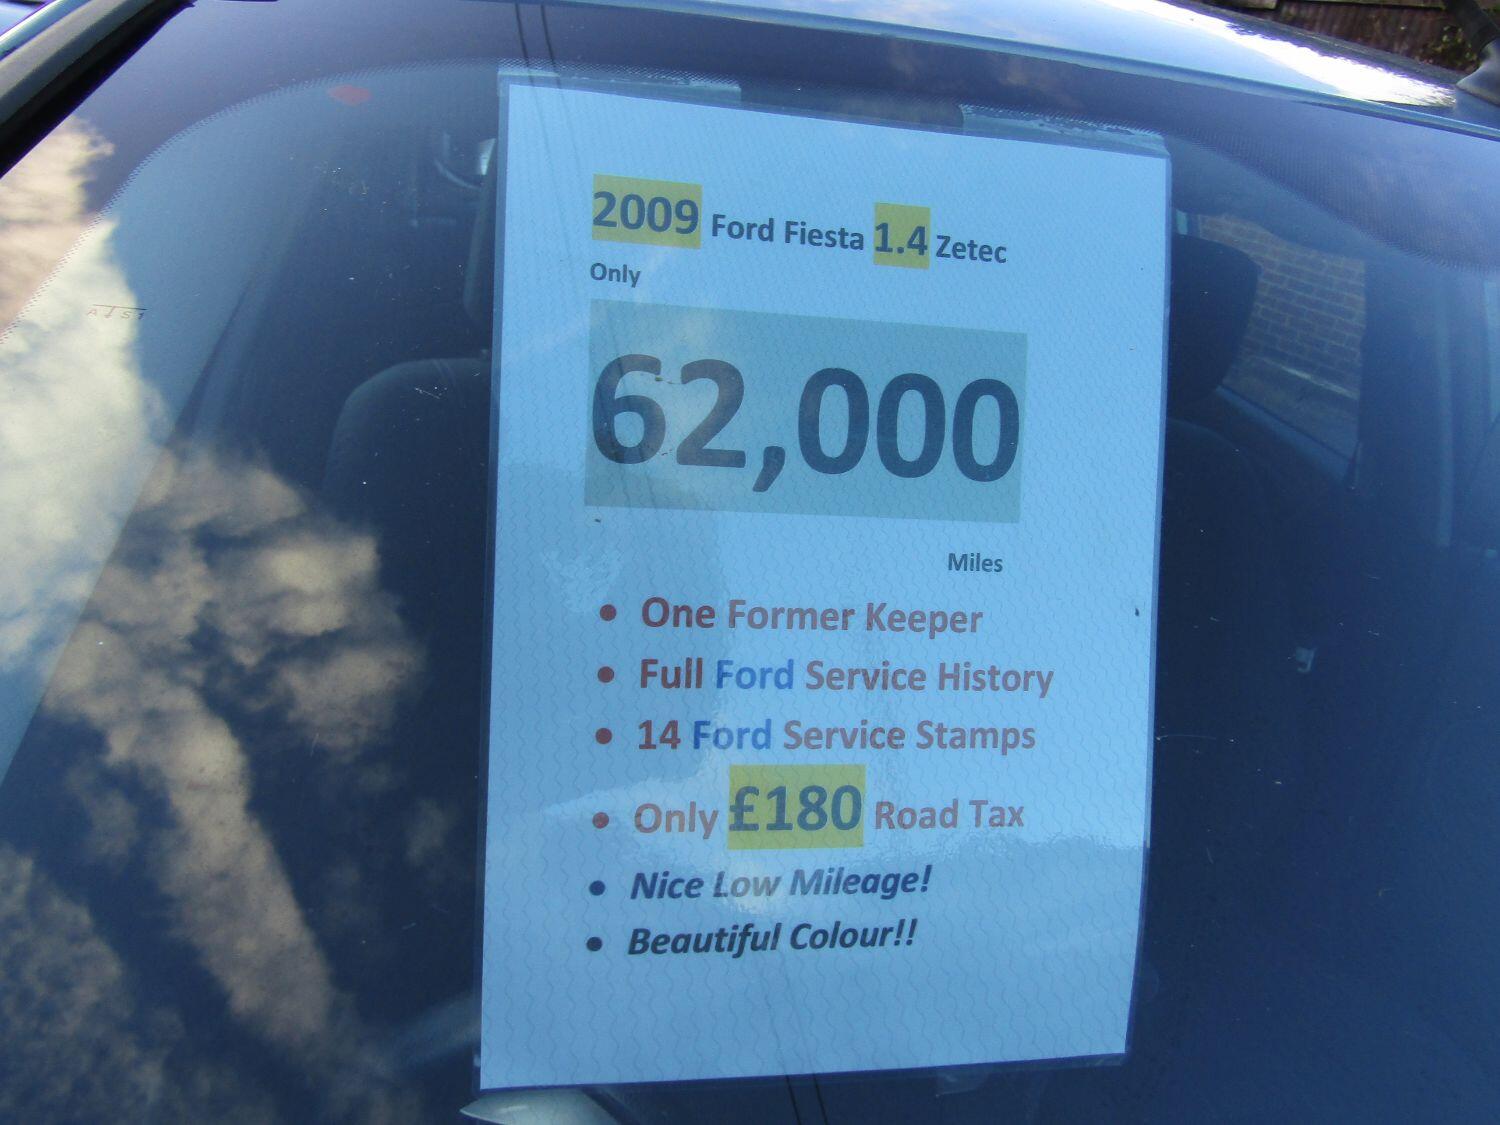 2009 Ford Fiesta 1.4 Zetec
Only
62,000
Miles
• One Former Keeper
• Full Ford Service History
• 14 Ford Service Stamps
• Only £180 Road Tax
• Nice Low Mileage!
• Beautiful Colour!!